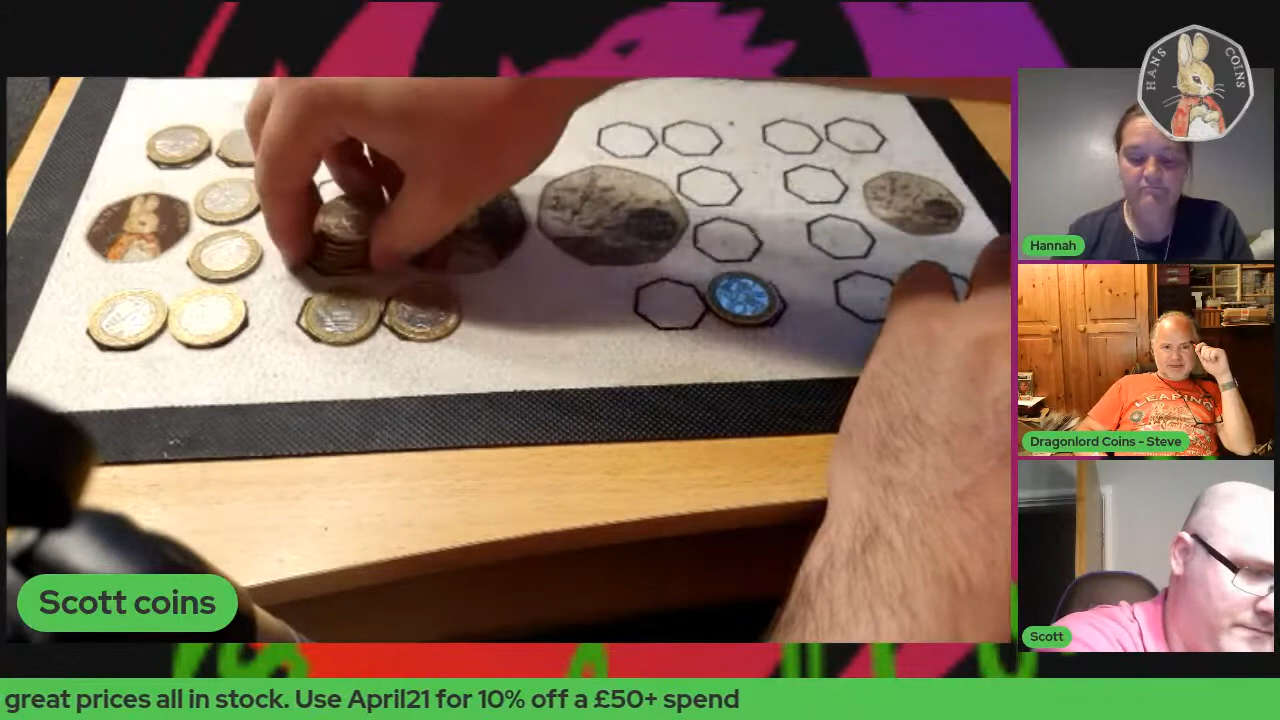 HANS COINS
Hannah
LEAPING
Dragonlord Coins - Steve
Scott coins
Scott
great prices all in stock. Use April21 for 10% off a £50+ spend